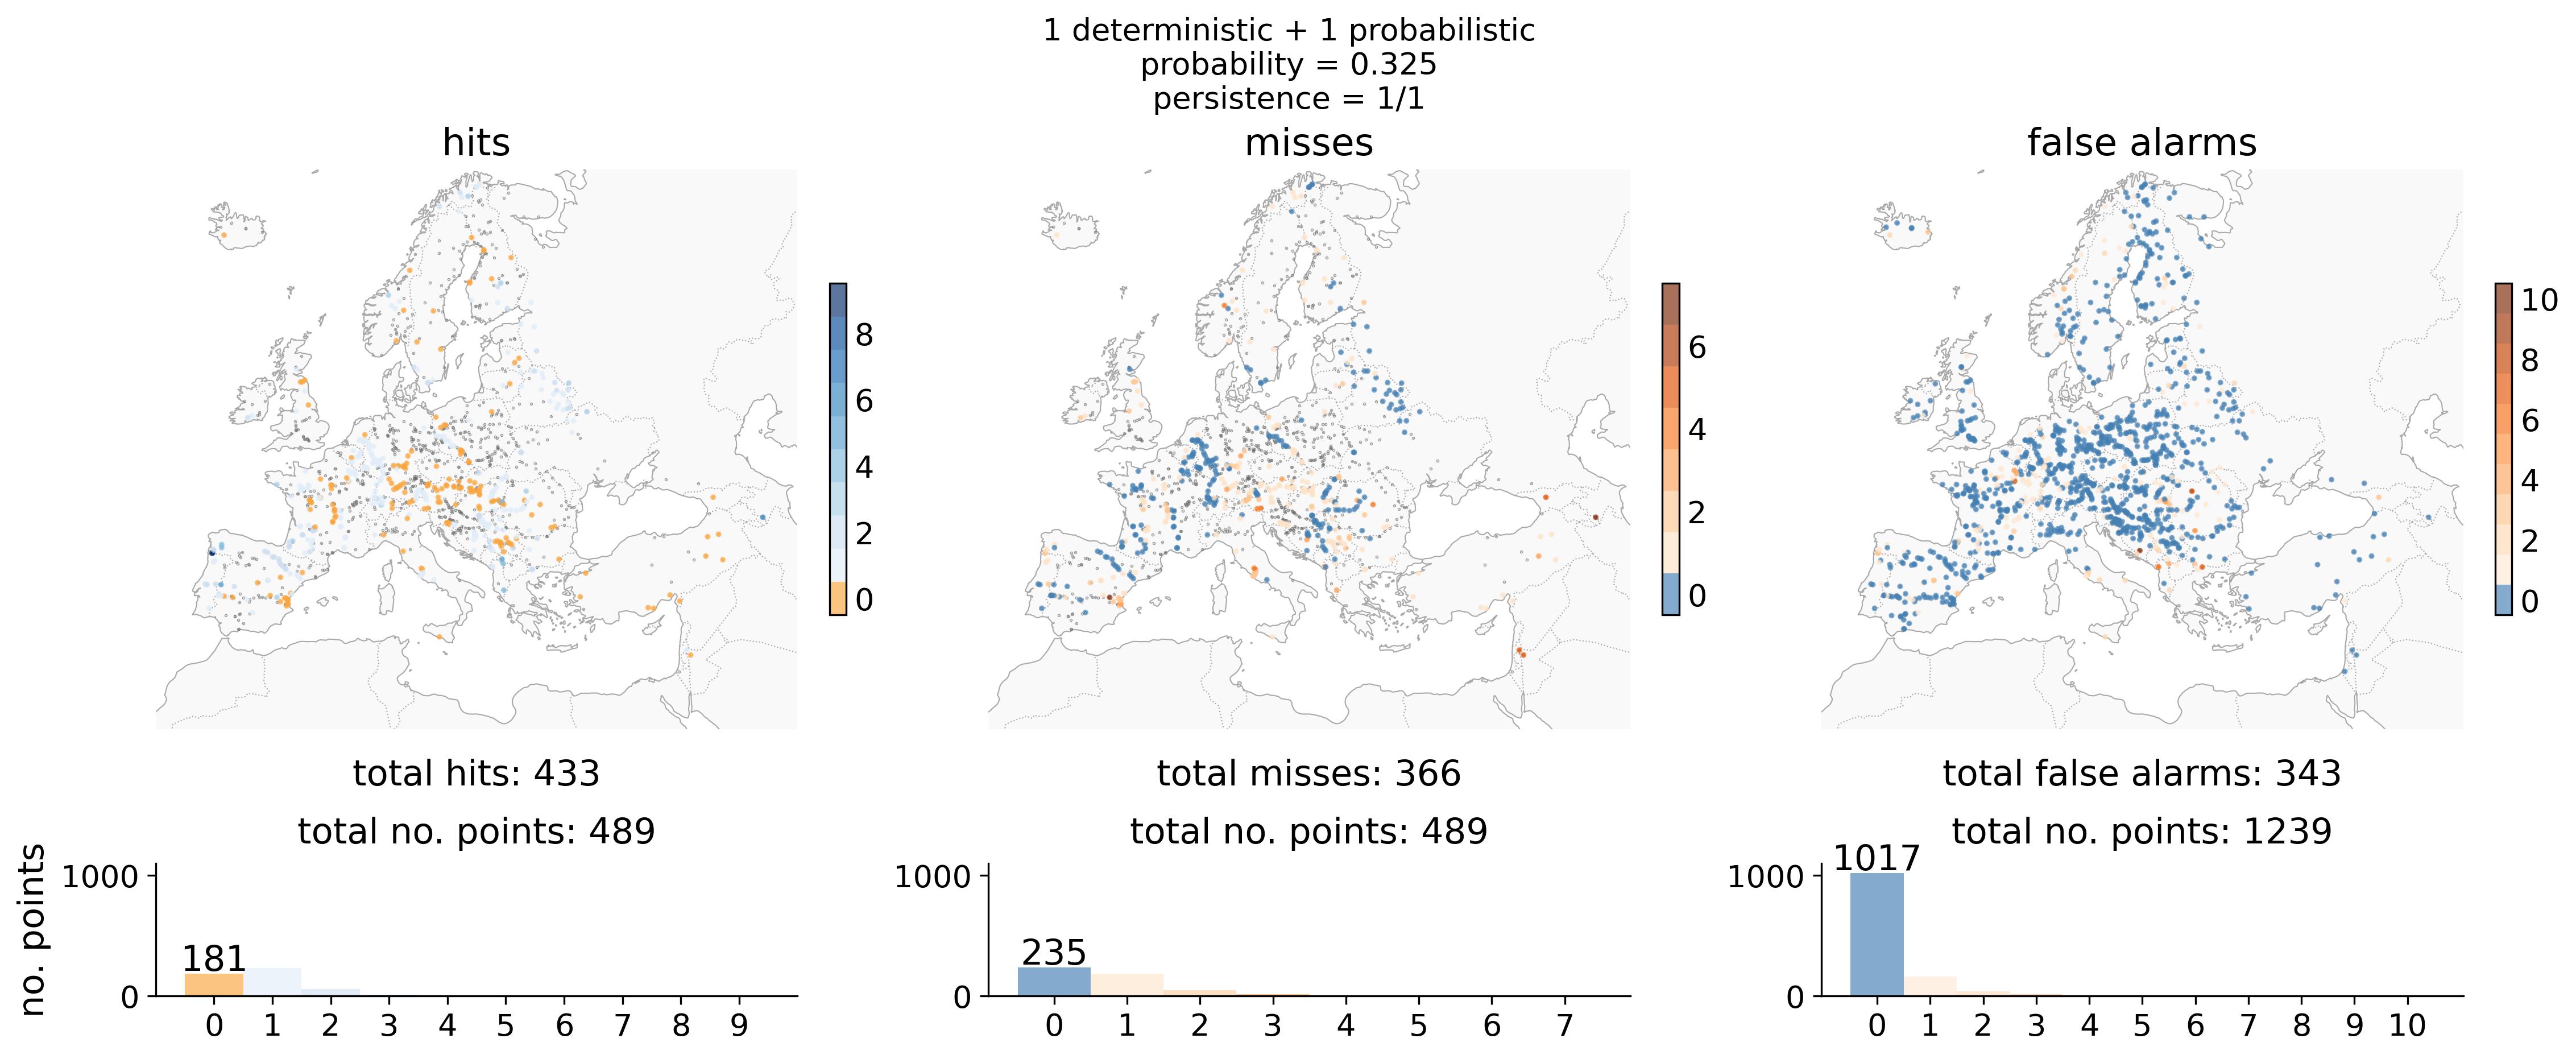 1 deterministic + 1 probabilistic
probability = 0.325
persistence = 1/1
hits
misses
false alarms
8
6
4
2
0
6
4
2
0
10
8
6
4
2
0
total hits: 433
total misses: 366
total false alarms: 343
total no. points: 489
total no. points: 489
total no. points: 1239
no. points
1000
0
181
0 1 2 3 4 5 6 7 8 9
1000
0
235
0 1 2 3 4 5 6 7
1000
0
1017
0 1 2 3 4 5 6 7 8 9 10